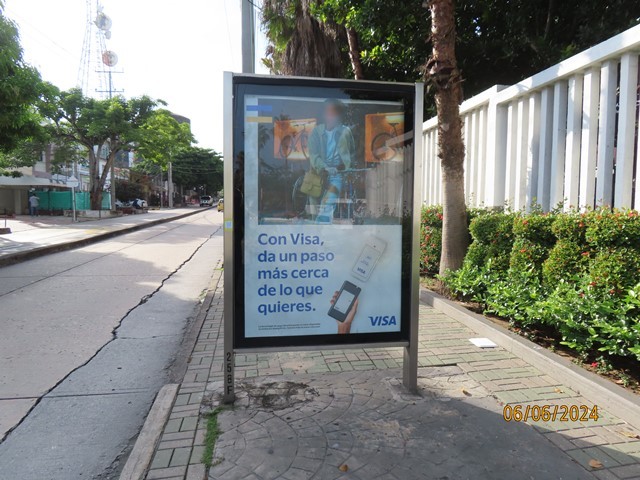 Con Visa,
da un paso
más cerca
de lo que
quieres.
VISA
06/06/2024